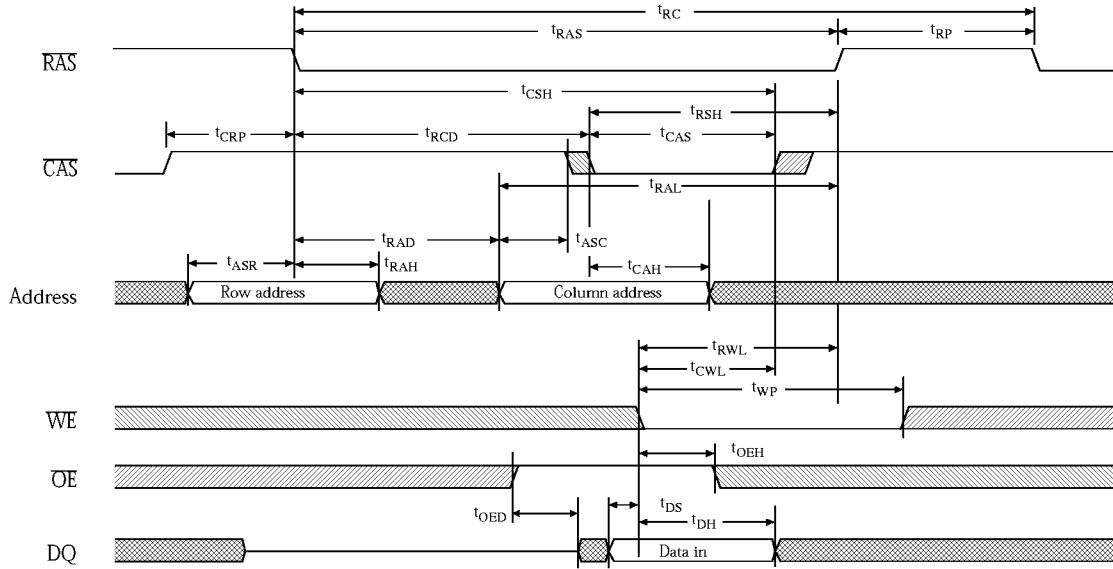 tRC
tRAS tRP
RAS
tCSH
tRSH
tCRP tRCD tCAS
CAS
tRAL
tRAD tASC
tASR tRAH tCAH
Address Row address Column address
tRWL
tCWL
tWP
WE
tOEH
OE
tOED tDS
tDH
DQ Data in